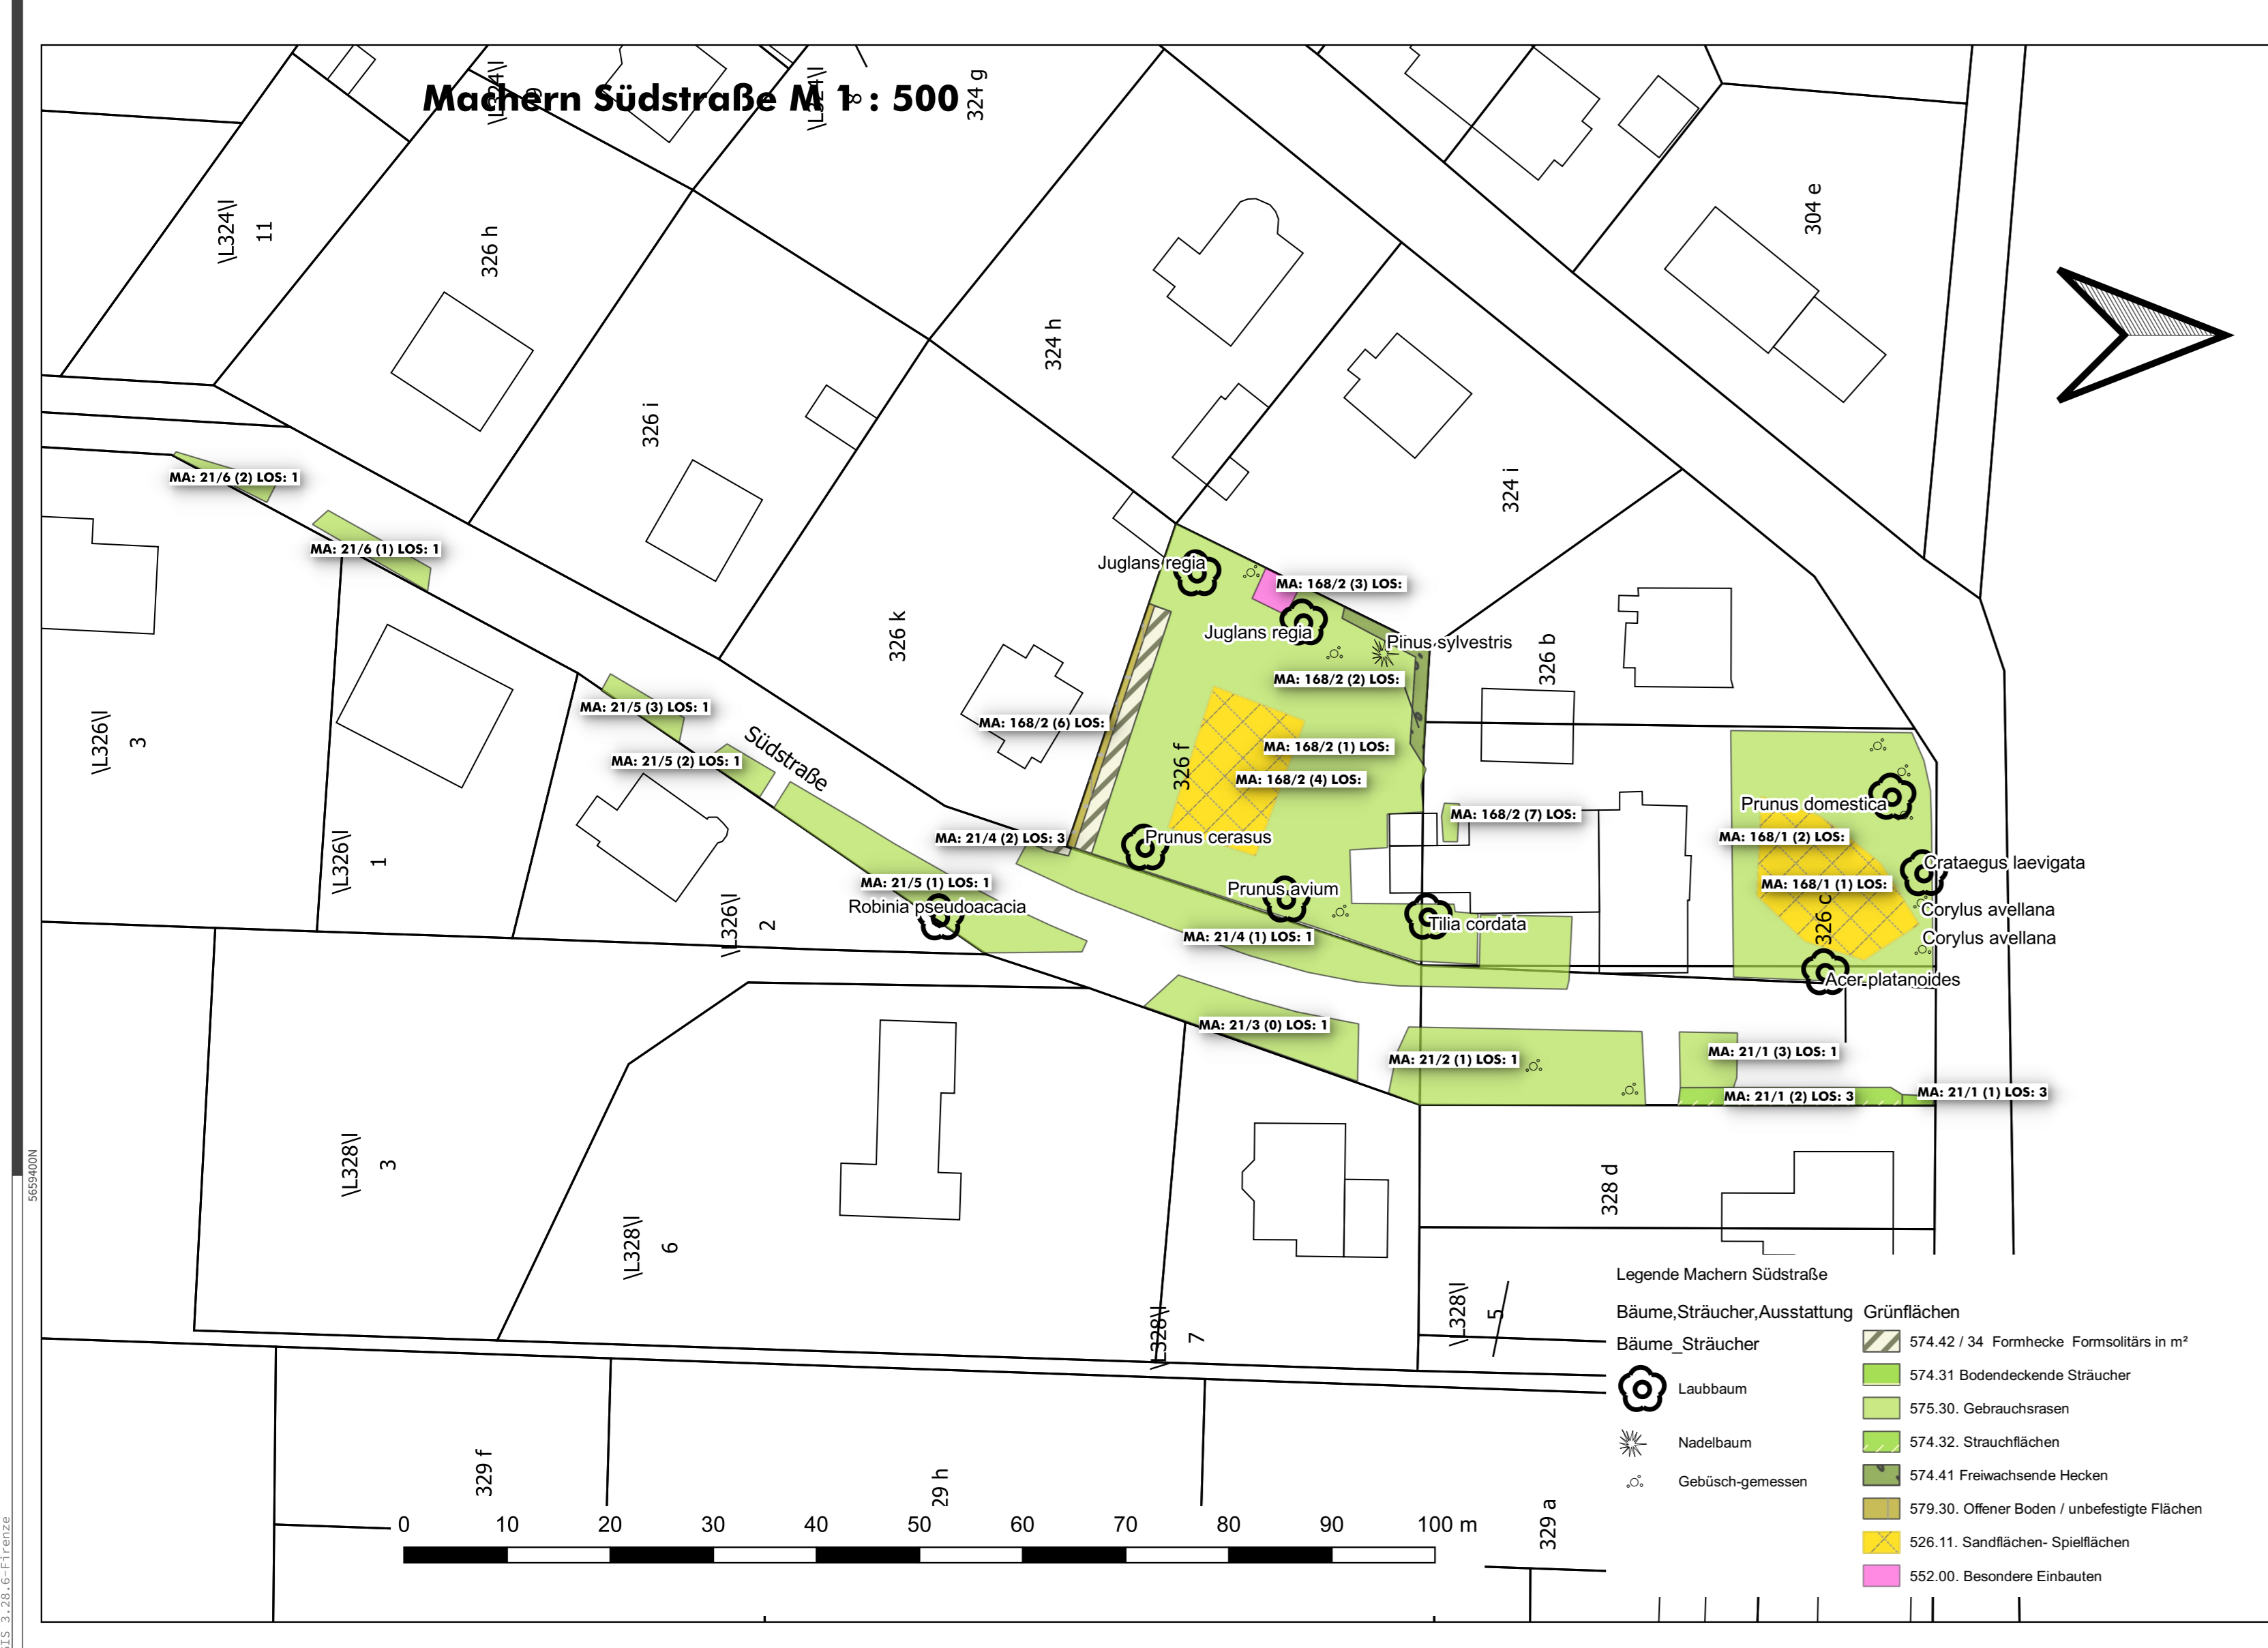 Machern Südstraße M 1 : 500
\L324\l
9
\L324\l
8
324 g
\L324\l
11
326 h
304 e
324 h
326 i
324 i
MA: 21/6 (2) LOS: 1
MA: 21/6 (1) LOS: 1
Juglans regia
MA: 168/2 (3) LOS:
Juglans regia
Pinus sylvestris
326 k
326 b
MA: 168/2 (2) LOS:
MA: 21/5 (3) LOS: 1
MA: 168/2 (6) LOS:
\L326\l
3
MA: 21/5 (2) LOS: 1
Südstraße
326 f
MA: 168/2 (1) LOS:
MA: 168/2 (4) LOS:
Prunus domestica
MA: 168/2 (7) LOS:
MA: 21/4 (2) LOS: 3
Prunus cerasus
MA: 168/1 (2) LOS:
\L326\l
1
Crataegus laevigata
MA: 21/5 (1) LOS: 1
Prunus avium
MA: 168/1 (1) LOS:
Robinia pseudoacacia
\L326\l
2
Tilia cordata
326 c
Corylus avellana
MA: 21/4 (1) LOS: 1
Corylus avellana
Acer platanoides
MA: 21/3 (0) LOS: 1
MA: 21/2 (1) LOS: 1
MA: 21/1 (3) LOS: 1
MA: 21/1 (2) LOS: 3
MA: 21/1 (1) LOS: 3
5659400N
\L328\l
3
328 d
\L328\l
6
\L328\l
7
\L328\l
5
Legende Machern Südstraße
Bäume,Sträucher,Ausstattung
Bäume_Sträucher
Laubbaum
Nadelbaum
Gebüsch-gemessen
Grünflächen
574.42 / 34 Formhecke Formsolitärs in m²
574.31 Bodendeckende Sträucher
575.30. Gebrauchsrasen
574.32. Strauchflächen
574.41 Freiwachsende Hecken
579.30. Offener Boden / unbefestigte Flächen
526.11. Sandflächen- Spielflächen
552.00. Besondere Einbauten
329 f
29 h
329 a
0 10 20 30 40 50 60 70 80 90 100 m
3.28.6-Firenze